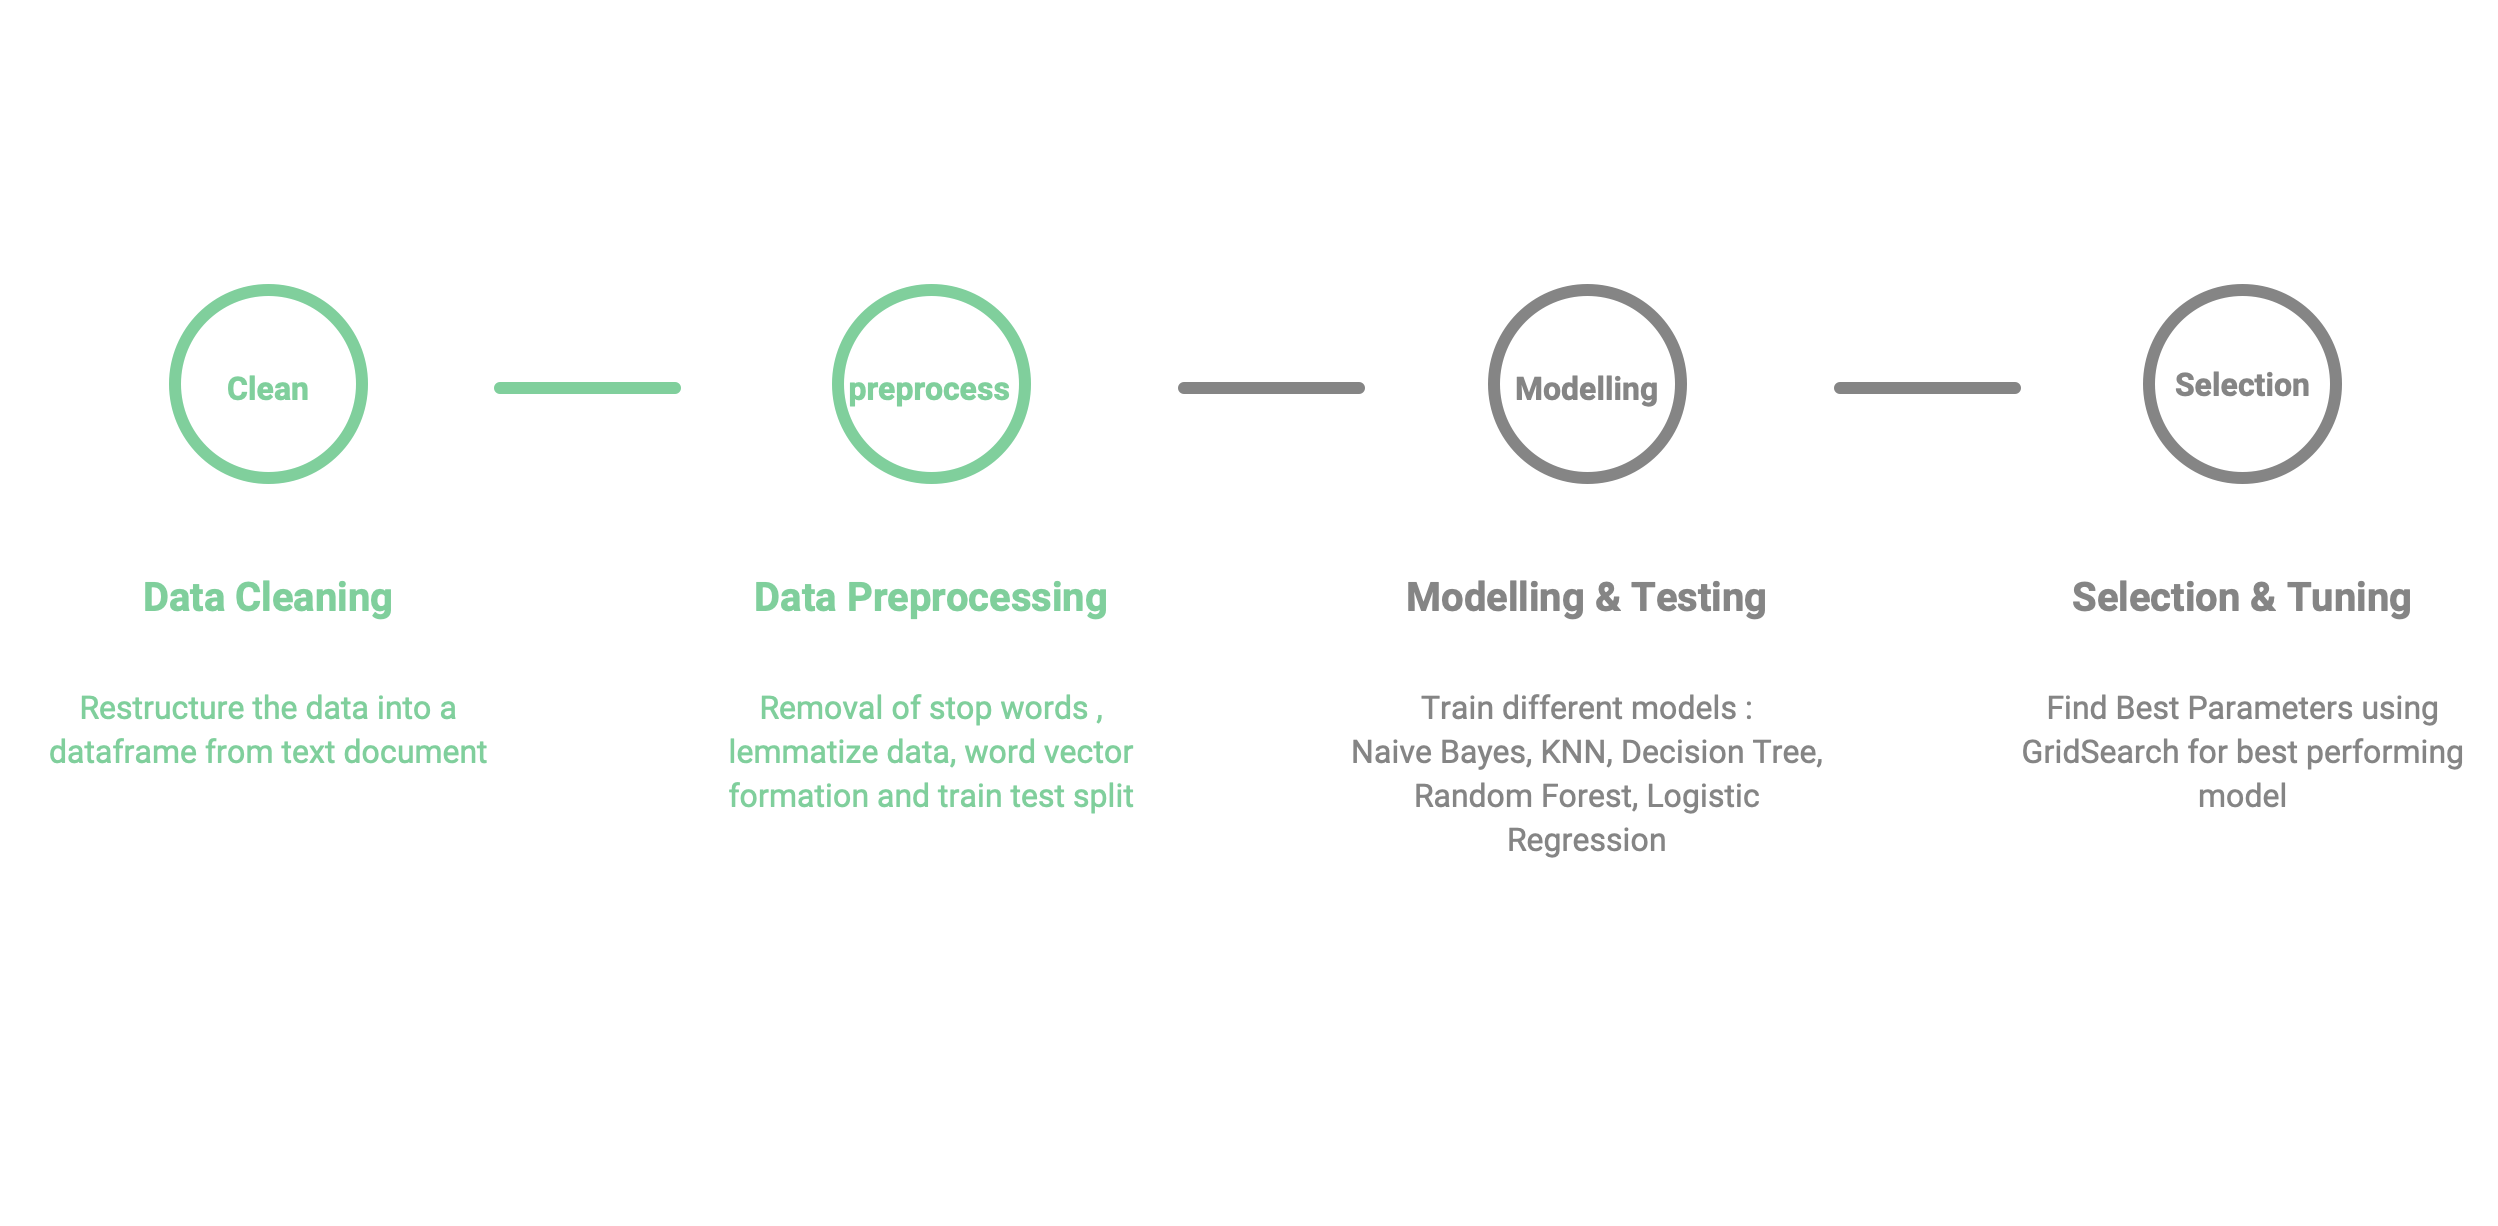 Clean
preprocess
Modelling
Selection
Data Cleaning
Data Preprocessing
Modelling & Testing
Selection & Tuning
Restructure the data into a
dataframe from text document
Removal of stop words ,
lemmatize data, word vector
formation and train test split
Train different models :
Naive Bayes, KNN, Decision Tree,
Random Forest, Logistic
Regression
Find Best Parameters using
GridSearch for best peforming
model